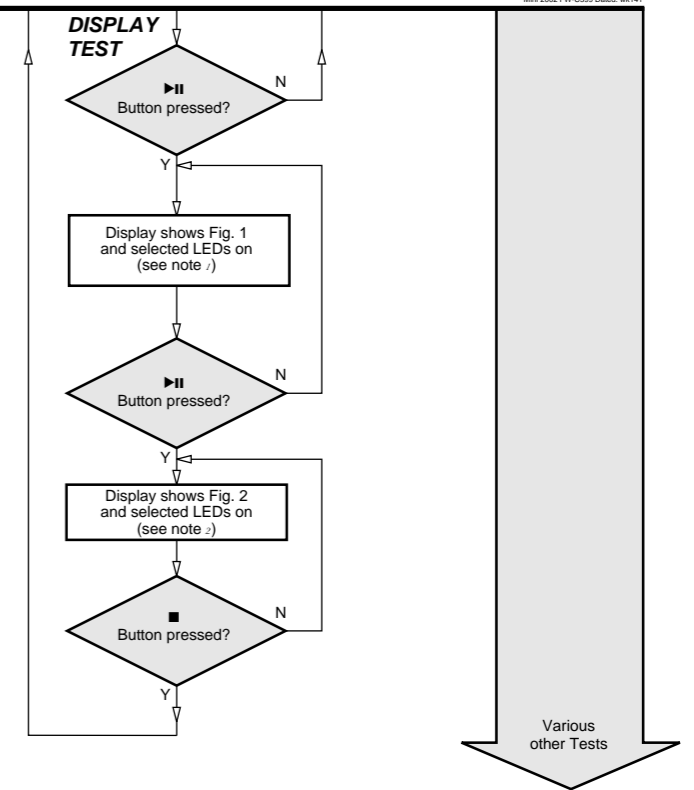 DISPLAY
TEST
▶II
Button pressed?
N
Y
Display shows Fig. 1
and selected LEDs on
(see note 1)
▶II
Button pressed?
N
Y
Display shows Fig. 2
and selected LEDs on
(see note 2)
■
Button pressed?
N
Y
Various
other Tests